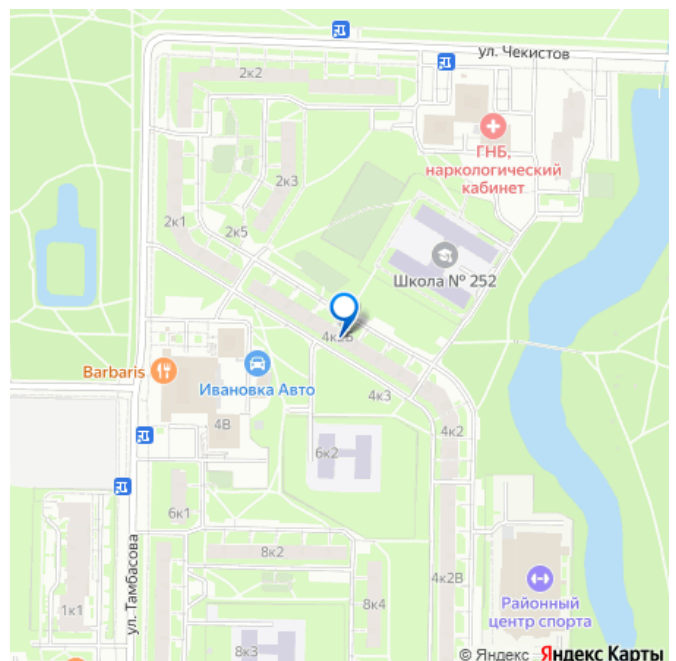 ул. Чекистов
2к2
ГНБ,
наркологический
кабинет
2к3
2к1
2к5
Школа № 252
4к2Б
Barbaris
Ивановка Авто
4к3
4В
4к2
6к2
6к1
8к2
ул. Тамбасова
4к2В
1к1
8к4
Районный
центр спорта
8к3
© Яндекс Яндекс Карты